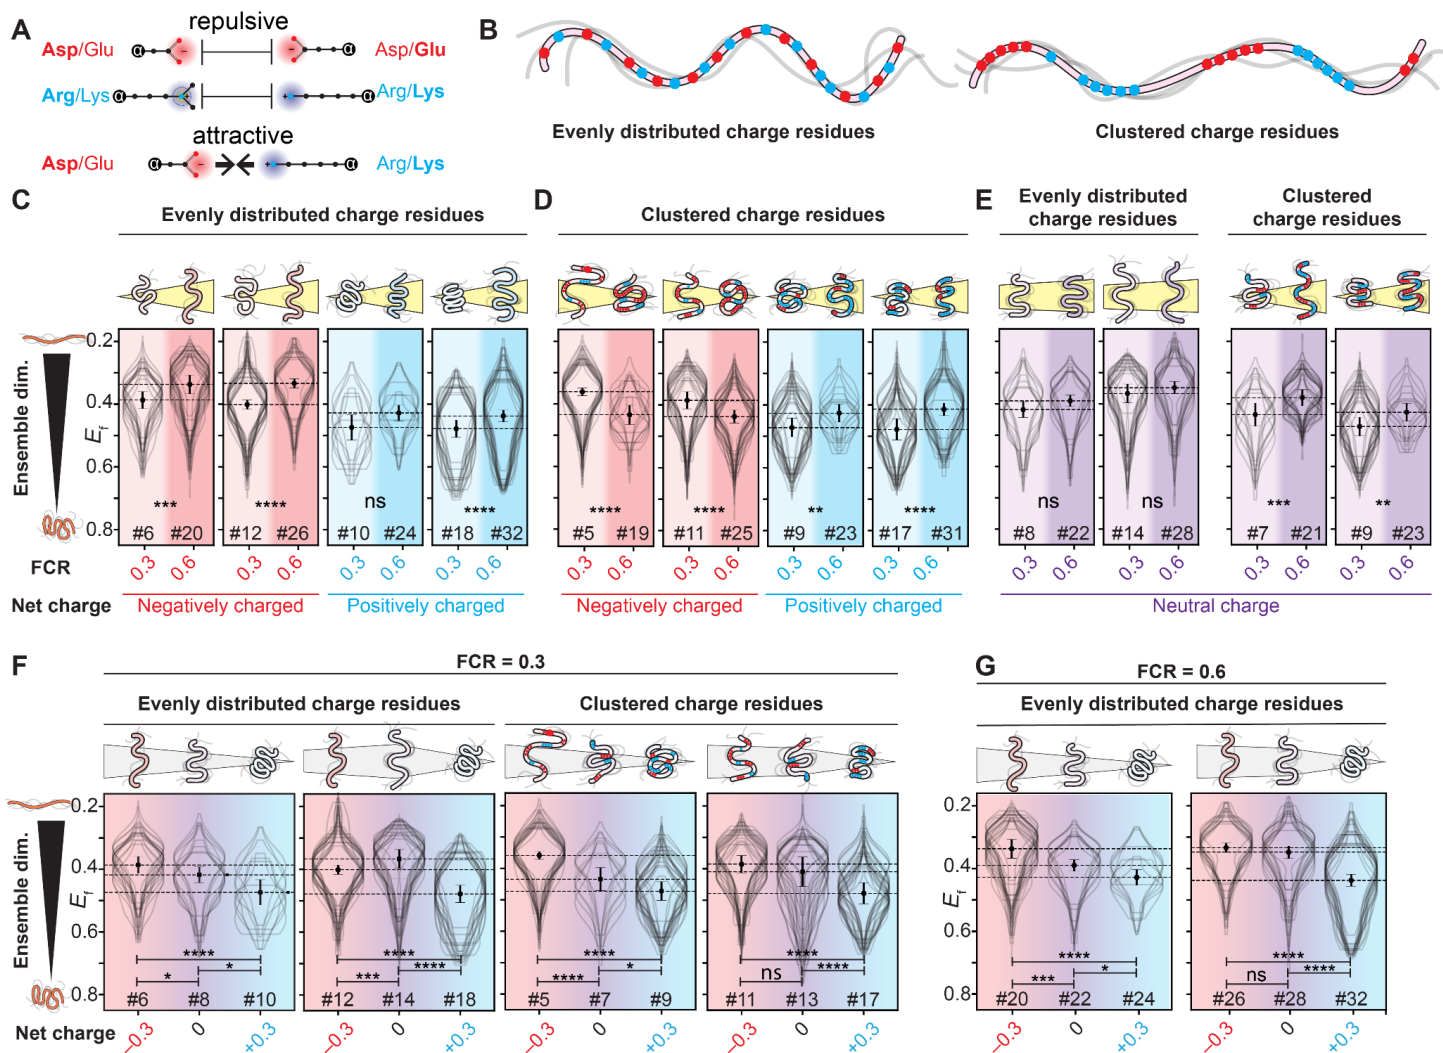 A
repulsive
Asp/Glu
α
−
−
α
Asp/Glu
Arg/Lys
α
+
+
α
Arg/Lys
attractive
Asp/Glu
α
−
+
α
Arg/Lys
B
Evenly distributed charge residues
Clustered charge residues
C
Evenly distributed charge residues
D
Clustered charge residues
E
Evenly distributed
charge residues
Clustered
charge residues
Ensemble dim.
Ef
0.2
0.4
0.6
0.8
*** **** ns ****
#6 #20 #12 #26 #10 #24 #18 #32
**** **** ** ****
#5 #19 #11 #25 #9 #23 #17 #31
ns ns *** **
#8 #22 #14 #28 #7 #21 #9 #23
FCR
0.3 0.6 0.3 0.6 0.3 0.6 0.3 0.6
0.3 0.6 0.3 0.6 0.3 0.6 0.3 0.6
0.3 0.6 0.3 0.6 0.3 0.6 0.3 0.6
Net charge
Negatively charged
Positively charged
Negatively charged
Positively charged
Neutral charge
F
FCR = 0.3
Evenly distributed charge residues
Clustered charge residues
G
FCR = 0.6
Evenly distributed charge residues
Ensemble dim.
Ef
0.2
0.4
0.6
0.8
****
* *
#6 #8 #10
****
*** ****
#12 #14 #18
****
**** *
#5 #7 #9
****
ns ****
#11 #13 #17
Ef
0.2
0.4
0.6
0.8
****
*** *
#20 #22 #24
****
ns ****
#26 #28 #32
Net charge
−0.3 0 +0.3
−0.3 0 +0.3
−0.3 0 +0.3
−0.3 0 +0.3
−0.3 0 +0.3
−0.3 0 +0.3